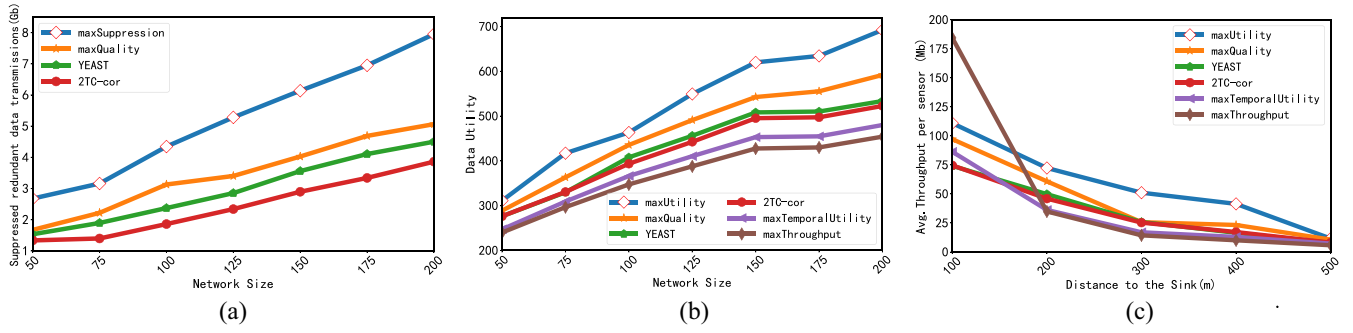 Suppressed redundant data transmissions(Gb)
8
7
6
5
4
3
2
1
maxSuppression
maxQuality
YEAST
2TC-cor
50
75
100
125
150
175
200
Network Size
(a)
Data Utility
700
600
500
400
300
200
maxUtility
maxQuality
YEAST
2TC-cor
maxTemporalUtility
maxThroughput
50
75
100
125
150
175
200
Network Size
(b)
Avg.Throughput per sensor (Mb)
200
175
150
125
100
75
50
25
0
maxUtility
maxQuality
YEAST
2TC-cor
maxTemporalUtility
maxThroughput
100
200
300
400
500
Distance to the Sink(m)
(c)